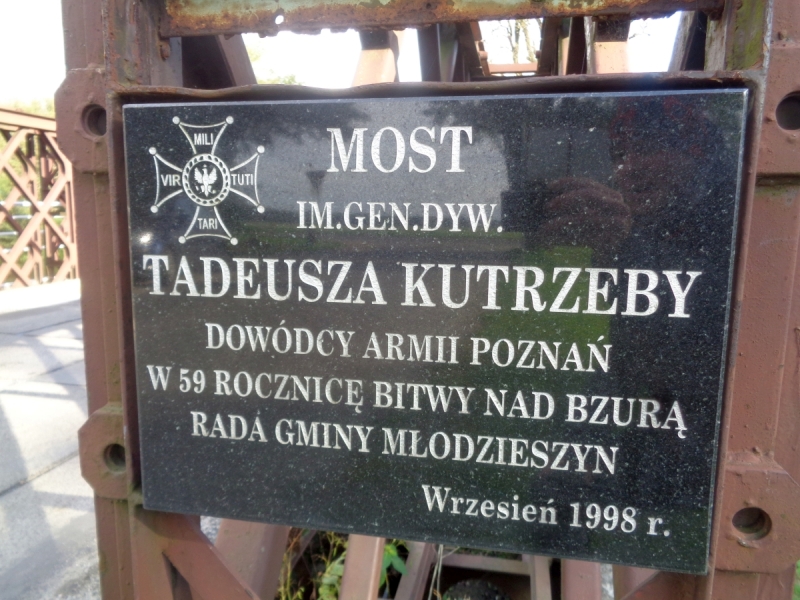 MILI
VIR TUTI
TARI
MOST
IM.GEN.DYW.
TADEUSZA KUTRZEBY
DOWÓDCY ARMII POZNAŃ
W 59 ROCZNICĘ BITWY NAD BZURĄ
RADA GMINY MŁODZIESZYN
Wrzesień 1998 r.